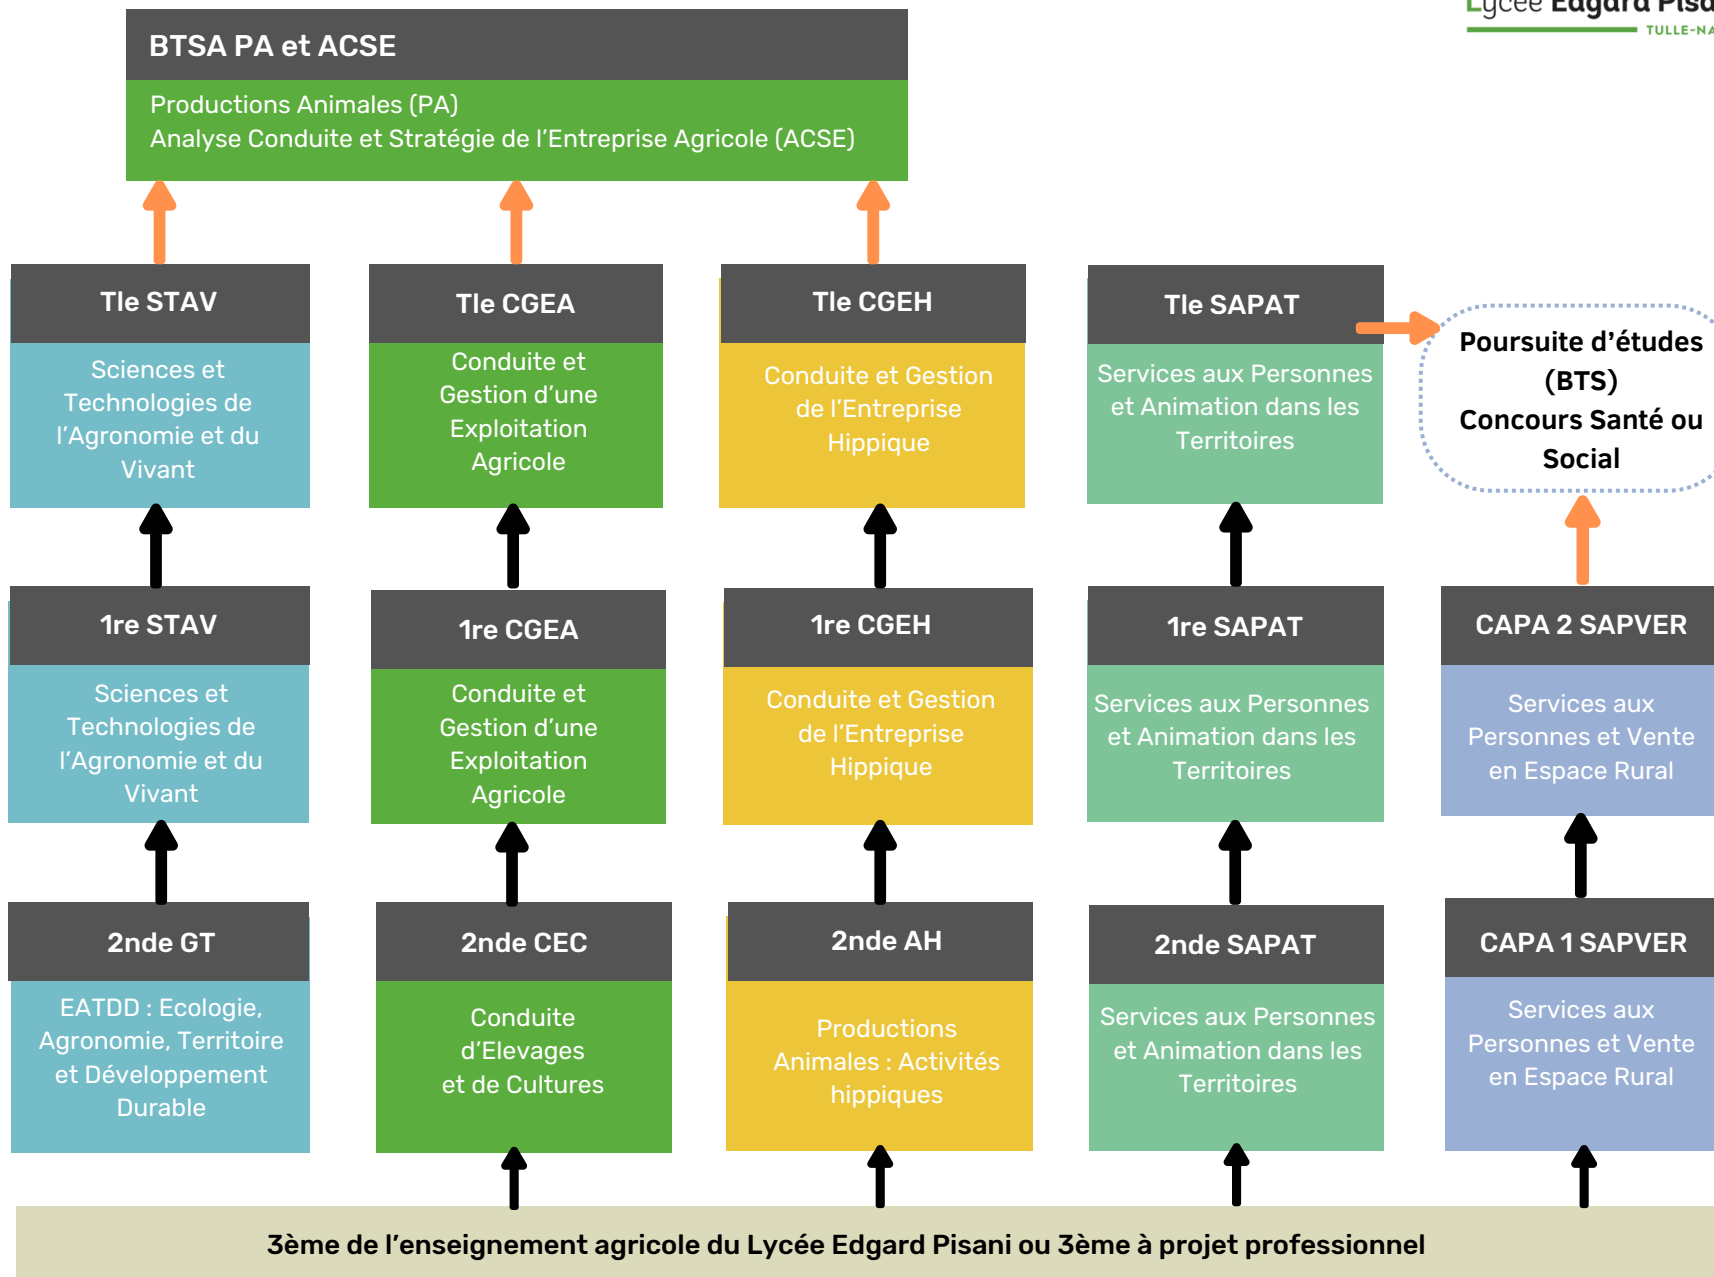 Lycée Edgard Pisa
TULLE-NA
BTSA PA et ACSE
Productions Animales (PA)
Analyse Conduite et Stratégie de l'Entreprise Agricole (ACSE)
Tle STAV
Sciences et
Technologies de
l'Agronomie et du
Vivant
Tle CGEA
Conduite et
Gestion d'une
Exploitation
Agricole
Tle CGEH
Conduite et Gestion
de l'Entreprise
Hippique
Tle SAPAT
Services aux Personnes
et Animation dans les
Territoires
Poursuite d'études
(BTS)
Concours Santé ou
Social
1re STAV
Sciences et
Technologies de
l'Agronomie et du
Vivant
1re CGEA
Conduite et
Gestion d'une
Exploitation
Agricole
1re CGEH
Conduite et Gestion
de l'Entreprise
Hippique
1re SAPAT
Services aux Personnes
et Animation dans les
Territoires
CAPA 2 SAPVER
Services aux
Personnes et Vente
en Espace Rural
2nde GT
EATDD : Ecologie,
Agronomie, Territoire
et Développement
Durable
2nde CEC
Conduite
d'Elevages
et de Cultures
2nde AH
Productions
Animales : Activités
hippiques
2nde SAPAT
Services aux Personnes
et Animation dans les
Territoires
CAPA 1 SAPVER
Services aux
Personnes et Vente
en Espace Rural
3ème de l'enseignement agricole du Lycée Edgard Pisani ou 3ème à projet professionnel